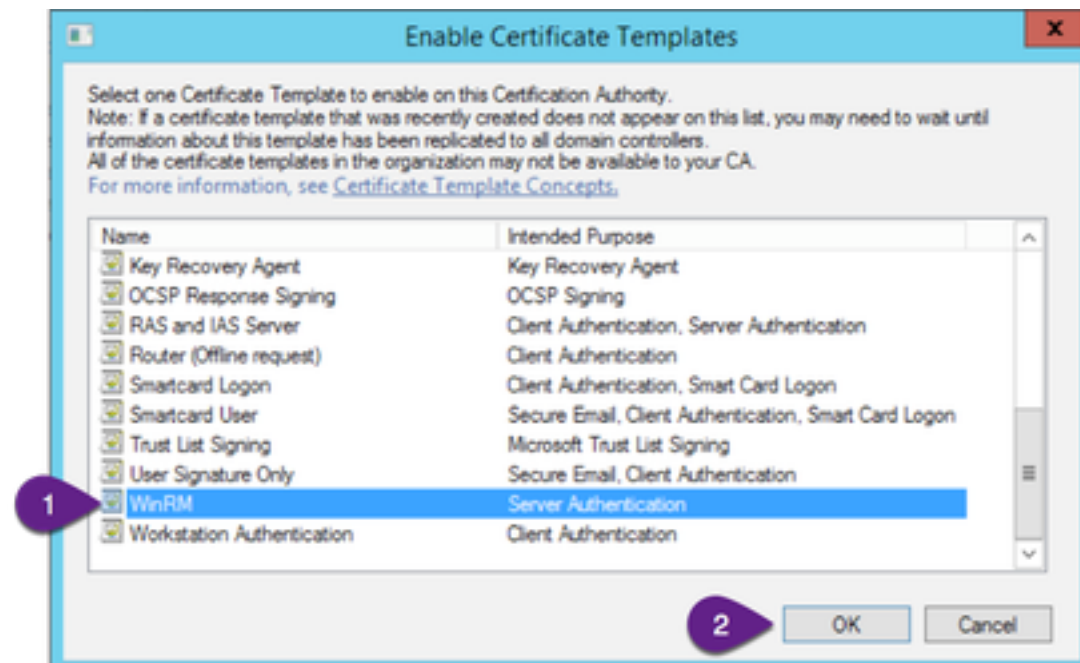 Enable Certificate Templates
x
Select one Certificate Template to enable on this Certification Authority.
Note: If a certificate template that was recently created does not appear on this list, you may need to wait until
information about this template has been replicated to all domain controllers.
All of the certificate templates in the organization may not be available to your CA.
For more information, see Certificate Template Concepts.
Name Intended Purpose
Key Recovery Agent Key Recovery Agent
OCSP Response Signing OCSP Signing
RAS and IAS Server Client Authentication, Server Authentication
Router (Offline request) Client Authentication
Smartcard Logon Client Authentication, Smart Card Logon
Smartcard User Secure Email, Client Authentication, Smart Card Logon
Trust List Signing Microsoft Trust List Signing
User Signature Only Secure Email, Client Authentication
1 WinRM Server Authentication
Workstation Authentication Client Authentication
2 OK Cancel